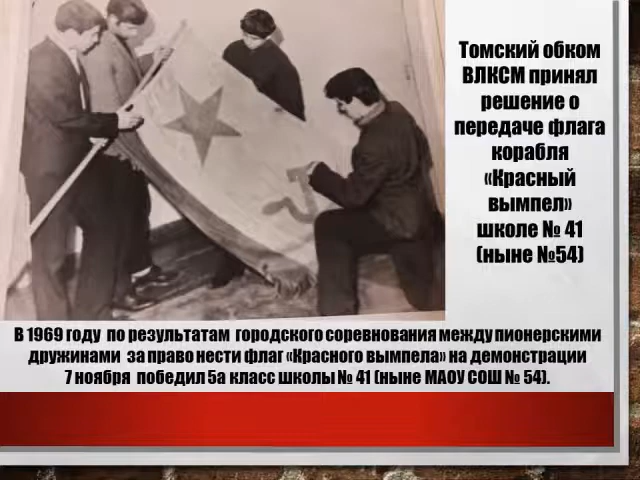 Томский обком
ВЛКСМ принял
решение о
передаче флага
корабля
«Красный
вымпел»
школе № 41
(ныне №54)
В 1969 году по результатам городского соревнования между пионерскими
дружинами за право нести флаг «Красного вымпела» на демонстрации
7 ноября победил 5а класс школы № 41 (ныне МАОУ СОШ № 54).